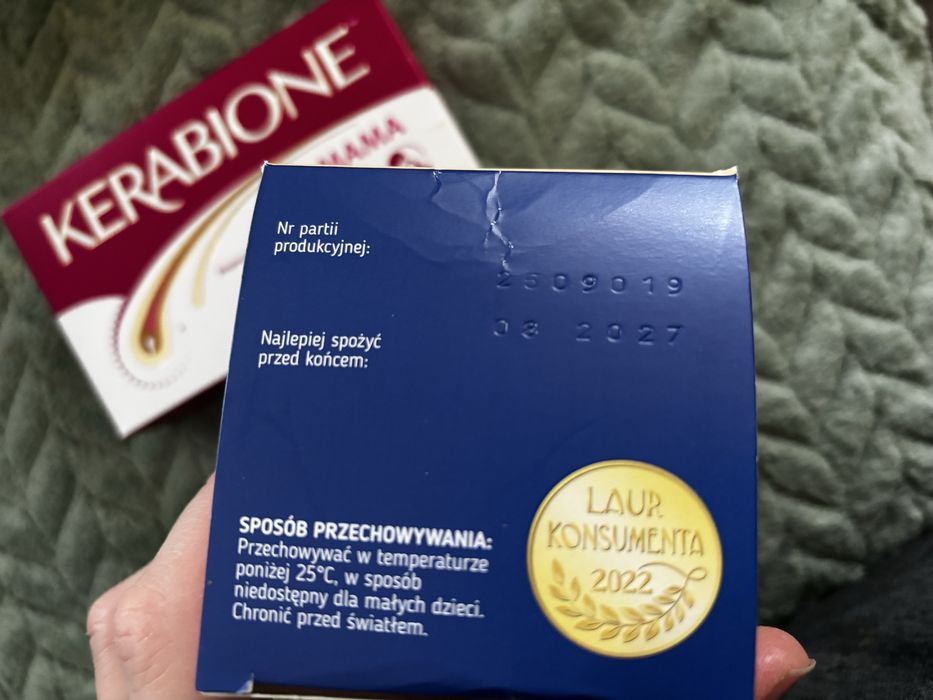 KERABIONE
MAMA
Nr partii
produkcyjnej:
2509019
Najlepiej spożyć
przed końcem:
08 2027
SPOSÓB PRZECHOWYWANIA:
Przechowywać w temperaturze
poniżej 25°C, w sposób
niedostępny dla małych dzieci.
Chronić przed światłem.
LAUR
KONSUMENTA
2022